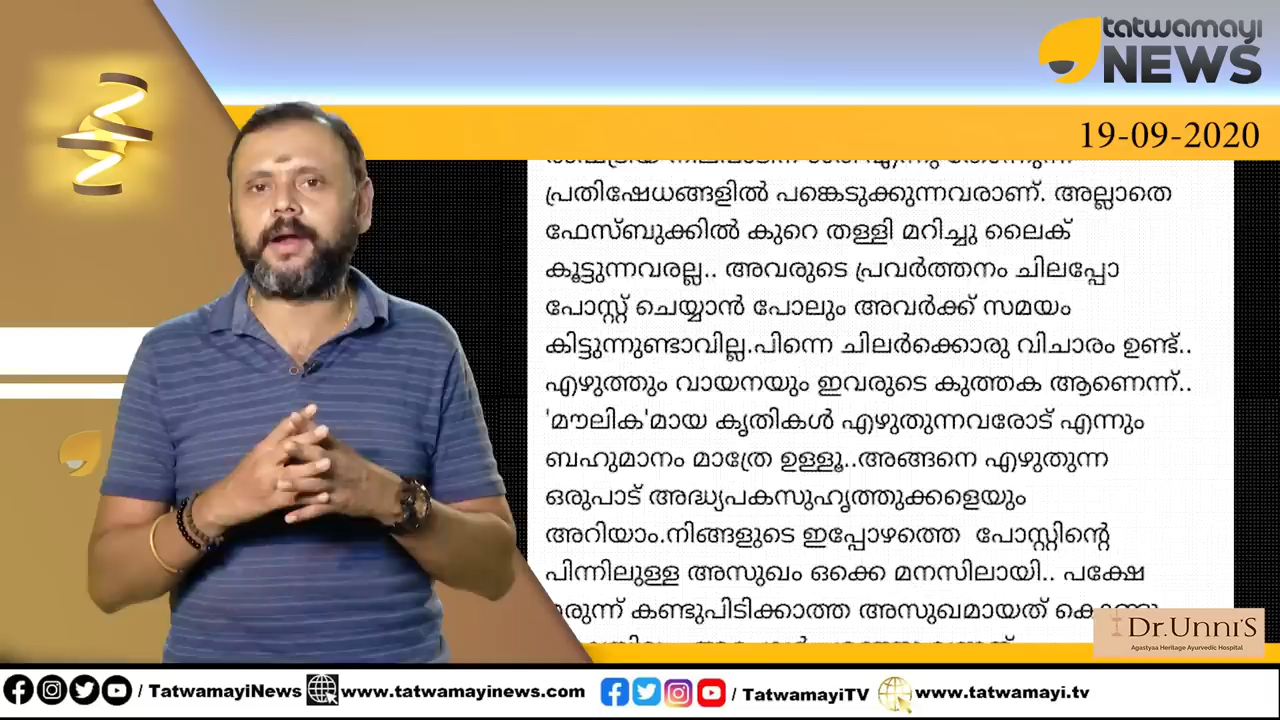 tatwamayi
NEWS
19-09-2020
പ്രതിഷേധങ്ങളിൽ പങ്കെടുക്കുന്നവരാണ്. അല്ലാതെ
ഫേസ്ബുക്കിൽ കുറെ തള്ളി മറിച്ചു ലൈക്
കൂട്ടുന്നവരല്ല.. അവരുടെ പ്രവർത്തനം ചിലപ്പോ
പോസ്റ്റ് ചെയ്യാൻ പോലും അവർക്ക് സമയം
കിട്ടുന്നുണ്ടാവില്ല.പിന്നെ ചിലർക്കൊരു വിചാരം ഉണ്ട്..
എഴുത്തും വായനയും ഇവരുടെ കുത്തക ആണെന്ന്..
'മൗലിക'മായ കൃതികൾ എഴുതുന്നവരോട് എന്നും
ബഹുമാനം മാത്രേ ഉള്ളൂ..അങ്ങനെ എഴുതുന്ന
ഒരുപാട് അദ്ധ്യപകസുഹൃത്തുക്കളെയും
അറിയാം.നിങ്ങളുടെ ഇപ്പോഴത്തെ പോസ്റ്റിന്റെ
പിന്നിലുള്ള അസുഖം ഒക്കെ മനസിലായി.. പക്ഷേ
കണ്ടുപിടിക്കാത്ത അസുഖമായത്
Dr.Unni'S
Agastyaa Heritage Ayurvedic Hospital
/ TatwamayiNews www.tatwamayinews.com / TatwamayiTV www.tatwamayi.tv